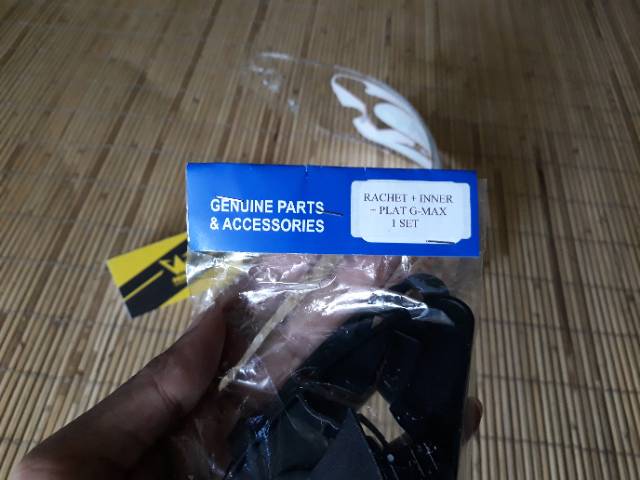 GENUINE PARTS
& ACCESSORIES
RACHET + INNER
+ PLAT G-MAX
1 SET